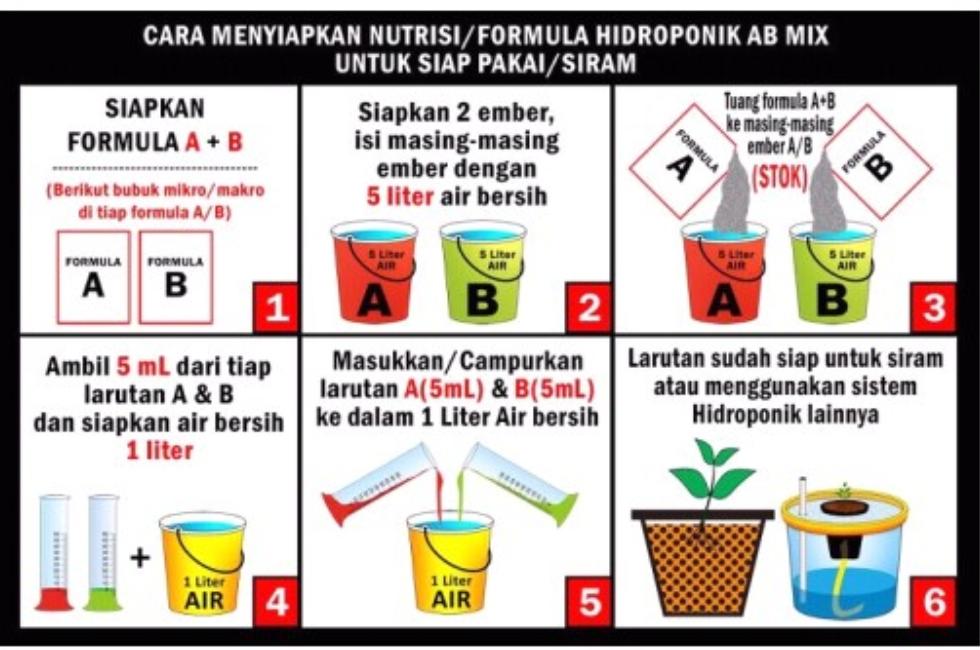 CARA MENYIAPKAN NUTRISI/FORMULA HIDROPONIK AB MIX
UNTUK SIAP PAKAI/SIRAM
SIAPKAN
FORMULA A + B
(Berikut bubuk mikro/makro
di tiap formula A/B)
FORMULA
A
FORMULA
B
1
Siapkan 2 ember,
isi masing-masing
ember dengan
5 liter air bersih
5 Liter
AIR
A
5 Liter
AIR
B
2
Tuang formula A+B
ke masing-masing
ember A/B
(STOK)
FORMULA
A
FORMULA
B
5 Liter
AIR
A
5 Liter
AIR
B
3
Ambil 5 mL dari tiap
larutan A & B
dan siapkan air bersih
1 liter
+
1 Liter
AIR
4
Masukkan/Campurkan
larutan A(5mL) & B(5mL)
ke dalam 1 Liter Air bersih
1 Liter
AIR
5
Larutan sudah siap untuk siram
atau menggunakan sistem
Hidroponik lainnya
6